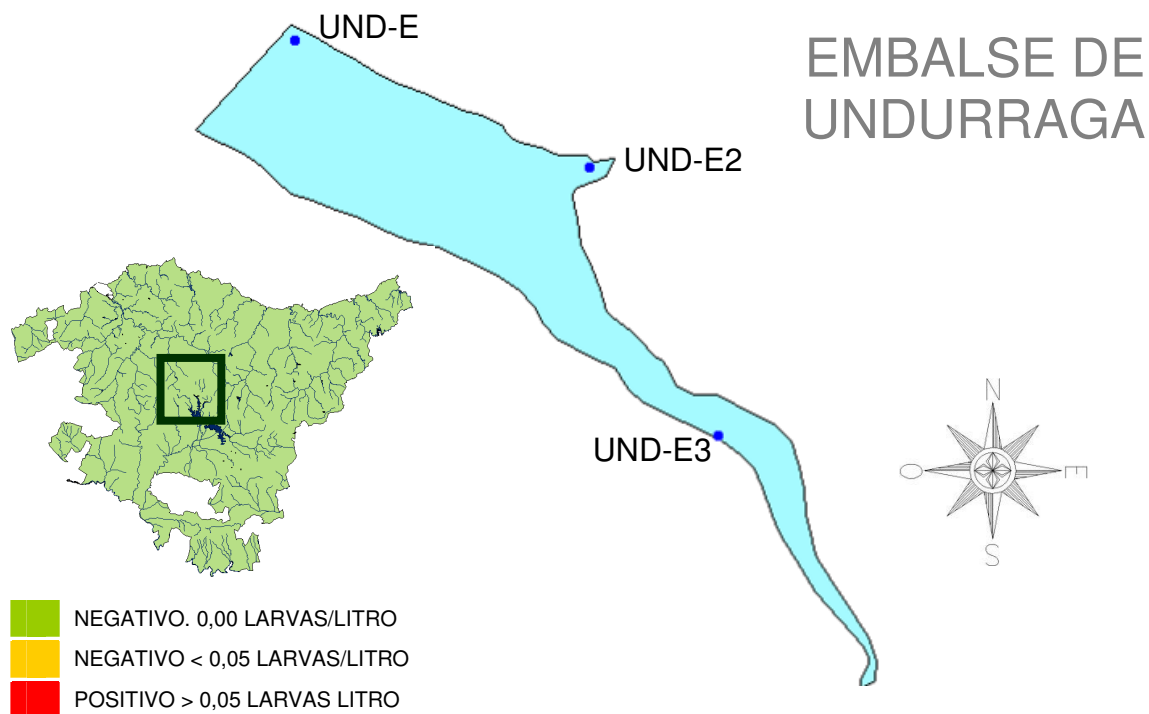 UND-E
EMBALSE DE
UNDURRAGA
UND-E2
UND-E3
N
O
E
S
NEGATIVO. 0,00 LARVAS/LITRO
NEGATIVO < 0,05 LARVAS/LITRO
POSITIVO > 0,05 LARVAS LITRO